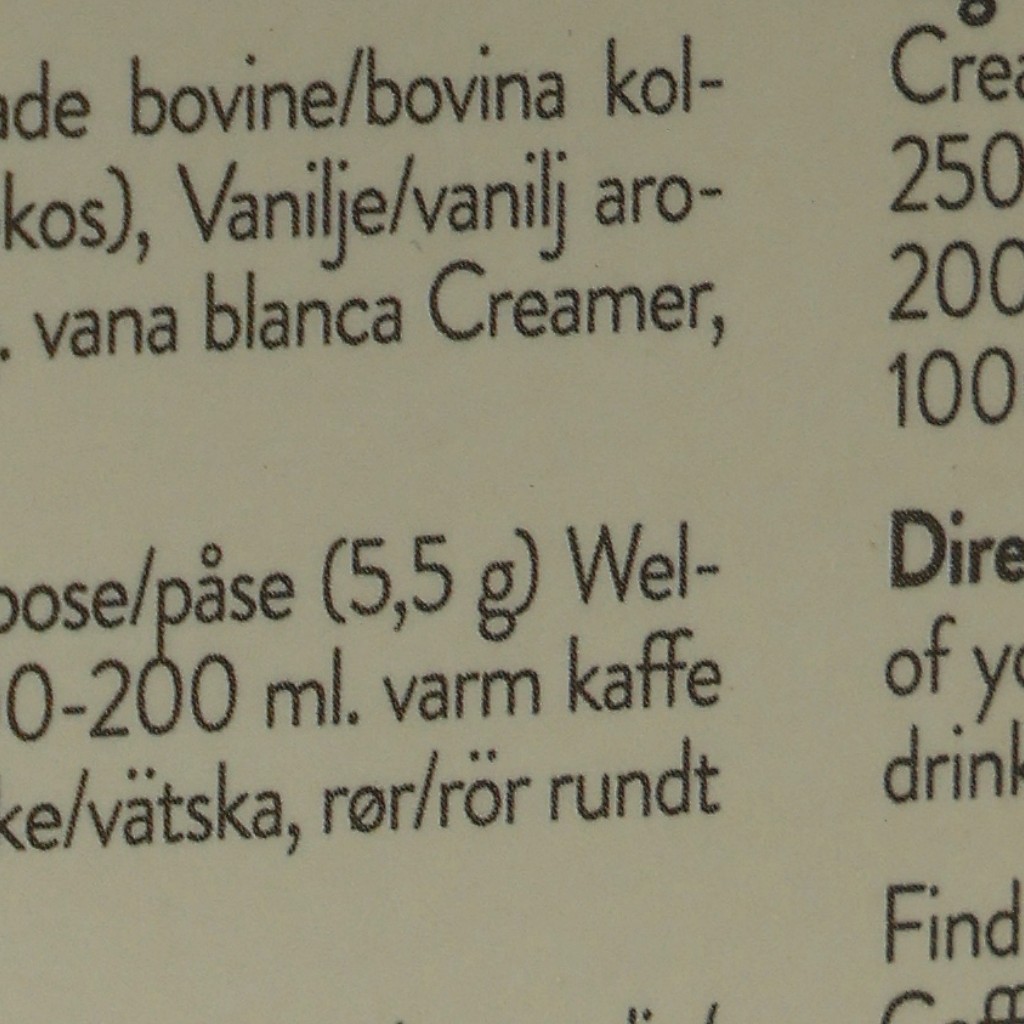 ade bovine/bovina kol-
kos), Vanilje/vanilj aro-
. vana blanca Creamer,
pose/påse (5,5 g) Wel-
0-200 ml. varm kaffe
ke/vätska, rør/rör rundt
Crea
250
200
100
Dire
of yo
drink
Find